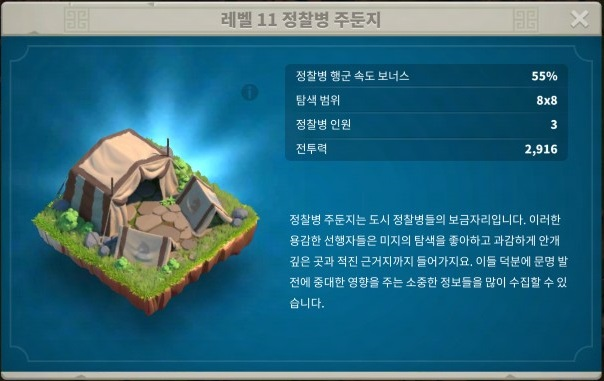 레벨 11 정찰병 주둔지
정찰병 행군 속도 보너스 55%
탐색 범위 8x8
정찰병 인원 3
전투력 2,916
정찰병 주둔지는 도시 정찰병들의 보금자리입니다. 이러한
용감한 선행자들은 미지의 탐색을 좋아하고 과감하게 안개
깊은 곳과 적진 근거지까지 들어가지요. 이들 덕분에 문명 발
전에 중대한 영향을 주는 소중한 정보들을 많이 수집할 수 있
습니다.